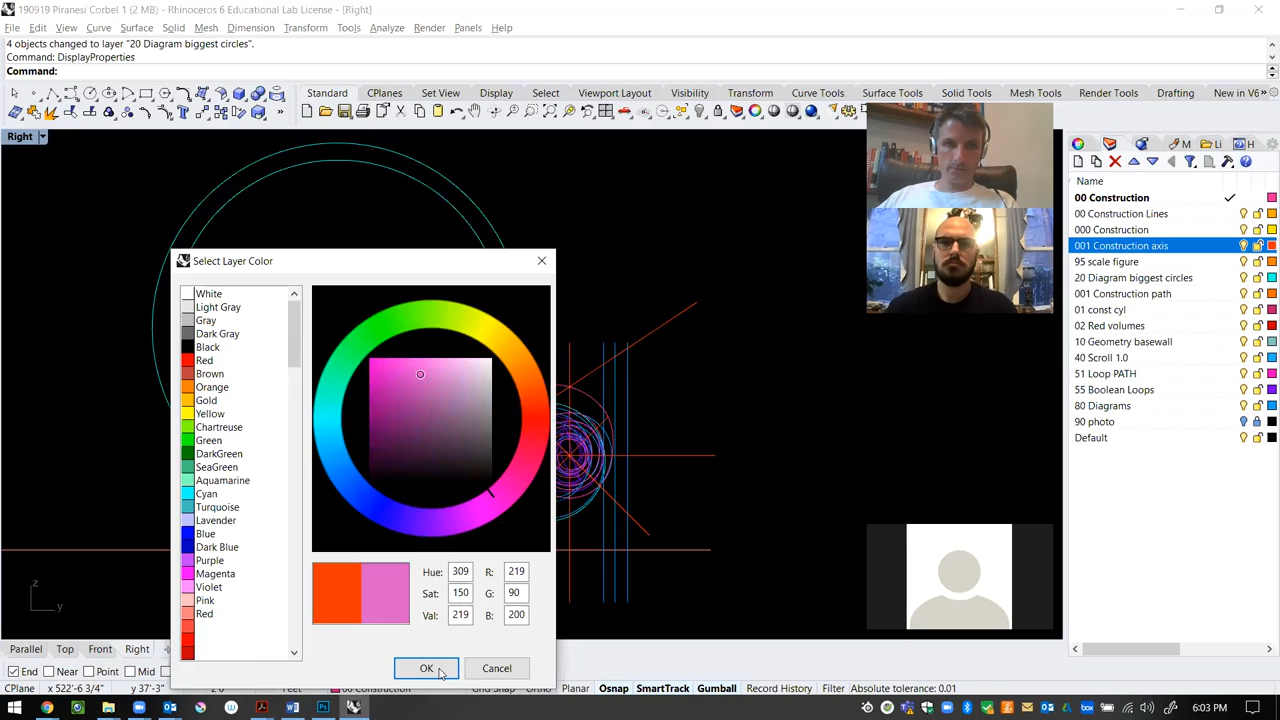 190919 Piranesi Corbel 1 (2 MB) - Rhinoceros 6 Educational Lab License - [Right]
File Edit View Curve Surface Solid Mesh Dimension Transform Tools Analyze Render Panels Help
4 objects changed to layer "20 Diagram biggest circles".
Command: DisplayProperties
Command:
Standard CPlanes Set View Display Select Viewport Layout Visibility Transform Curve Tools Surface Tools Solid Tools Mesh Tools Render Tools Drafting New in V6 »
Right
M Li H
Name
00 Construction
00 Construction Lines
000 Construction
001 Construction axis
95 scale figure
20 Diagram biggest circles
001 Construction path
01 const cyl
02 Red volumes
10 Geometry basewall
40 Scroll 1.0
51 Loop PATH
55 Boolean Loops
80 Diagrams
90 photo
Default
Select Layer Color
White
Light Gray
Gray
Dark Gray
Black
Red
Brown
Orange
Gold
Yellow
Chartreuse
Green
DarkGreen
SeaGreen
Aquamarine
Cyan
Turquoise
Lavender
Blue
Dark Blue
Purple
Magenta
Violet
Pink
Red
Hue: 309 R: 219
Sat: 150 G: 90
Val: 219 B: 200
OK Cancel
z
y
Parallel Top Front Right
End Near Point Mid
CPlane x 522'-6 3/4" y 37'-3" Feet 00 Construction Grid Snap Ortho Planar Osnap SmartTrack Gumball Record History Filter Absolute tolerance: 0.01
6:03 PM